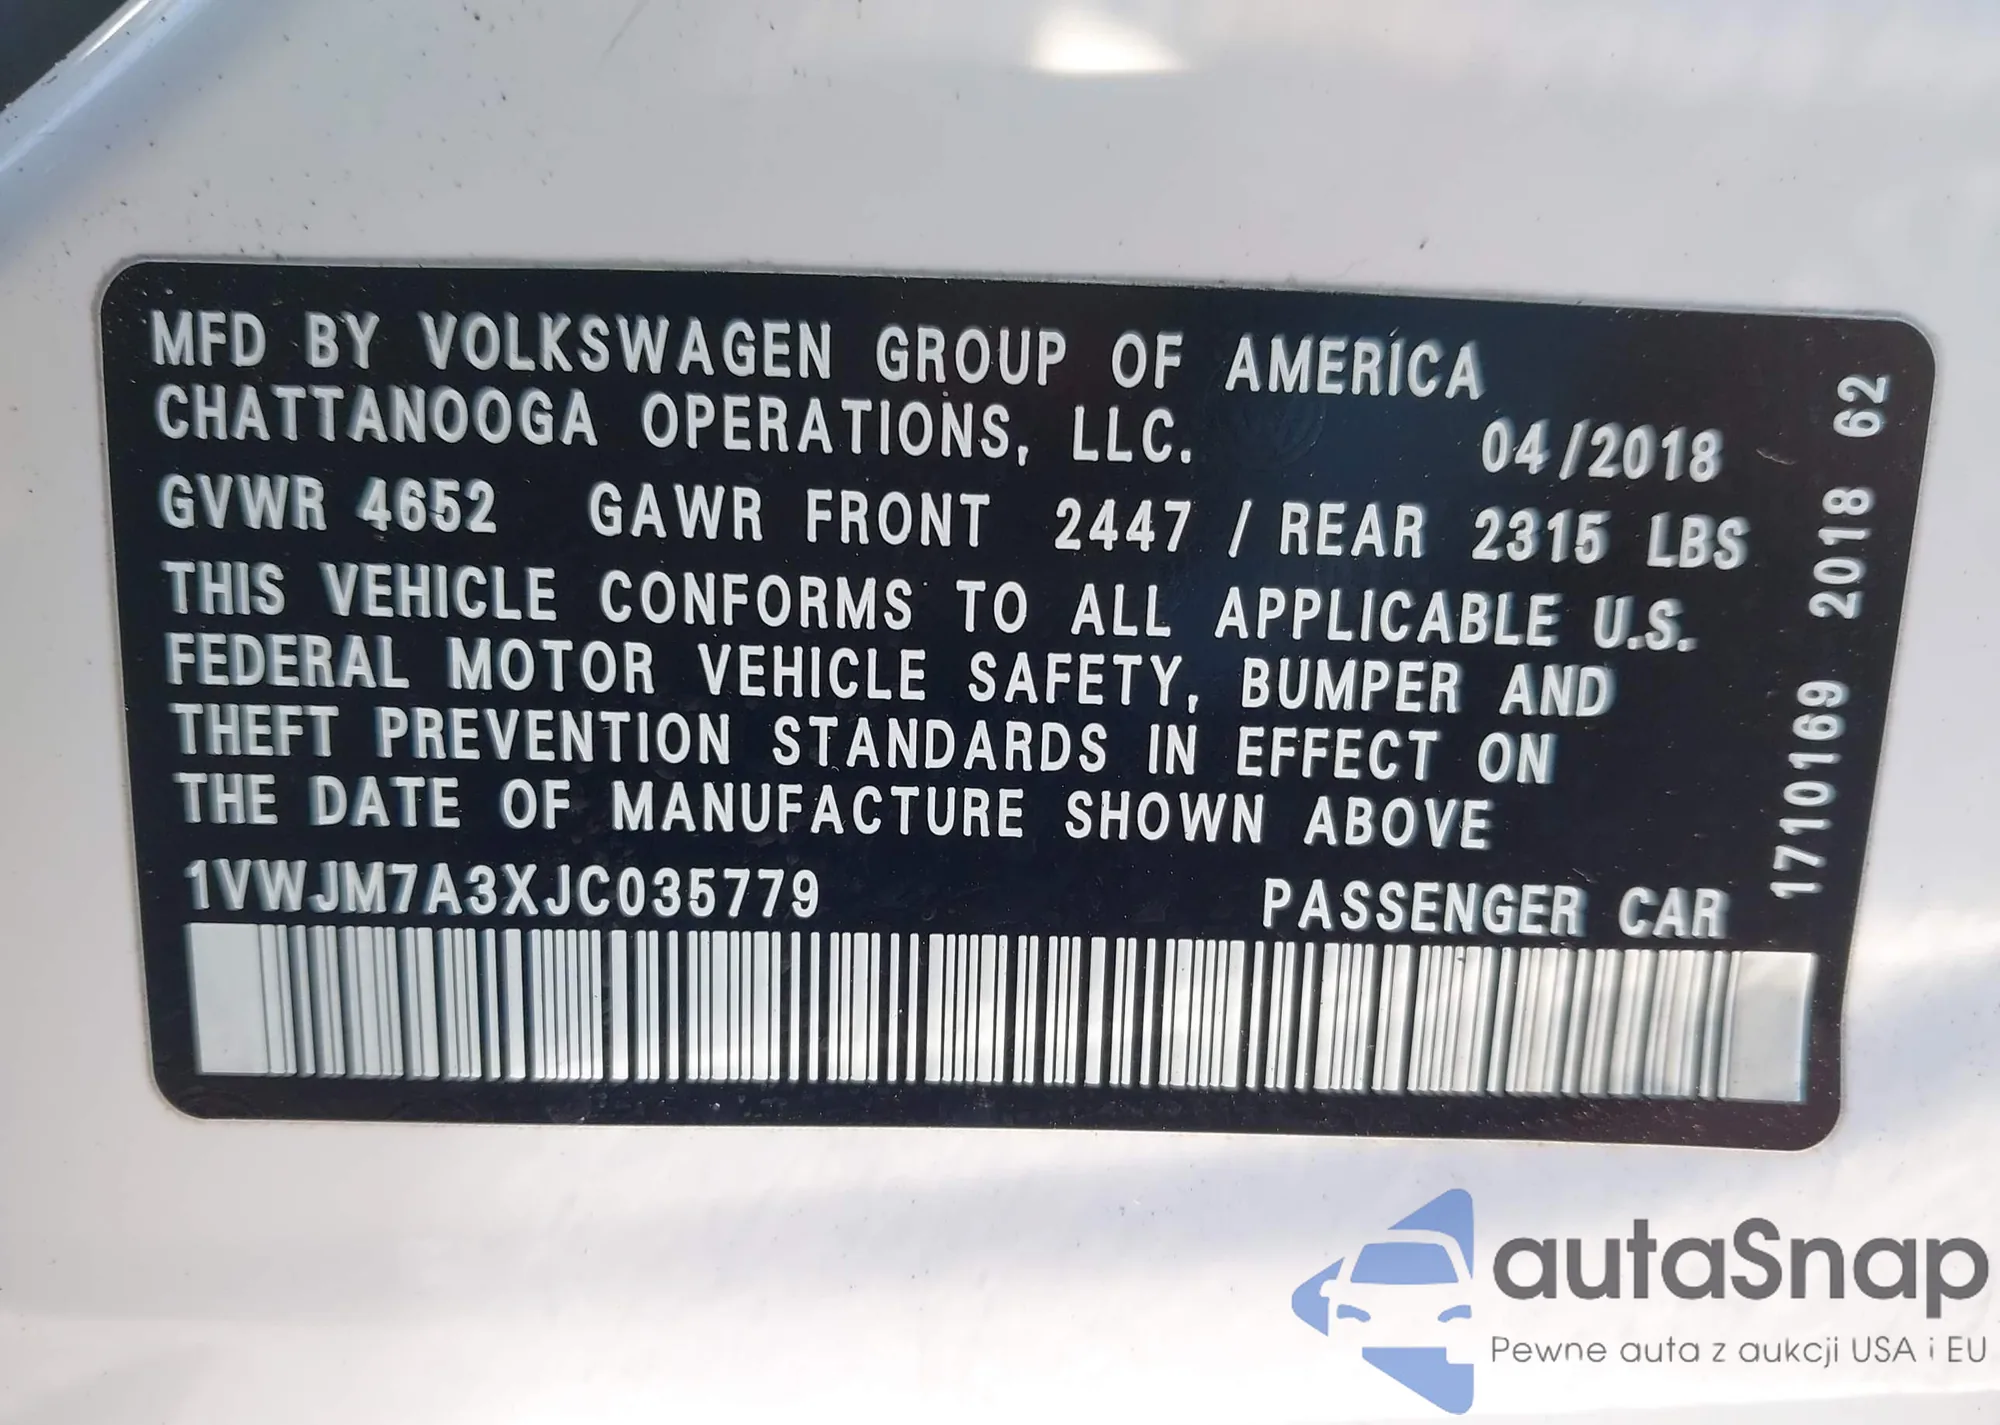 MFD BY VOLKSWAGEN GROUP OF AMERICA
CHATTANOOGA OPERATIONS, LLC. 04/2018
GVWR 4652 GAWR FRONT 2447 / REAR 2315 LBS
THIS VEHICLE CONFORMS TO ALL APPLICABLE U.S.
FEDERAL MOTOR VEHICLE SAFETY, BUMPER AND
THEFT PREVENTION STANDARDS IN EFFECT ON
THE DATE OF MANUFACTURE SHOWN ABOVE
1VWJM7A3XJC035779 PASSENGER CAR
1710169 2018 62
autaSnap
Pewne auta z aukcji USA i EU